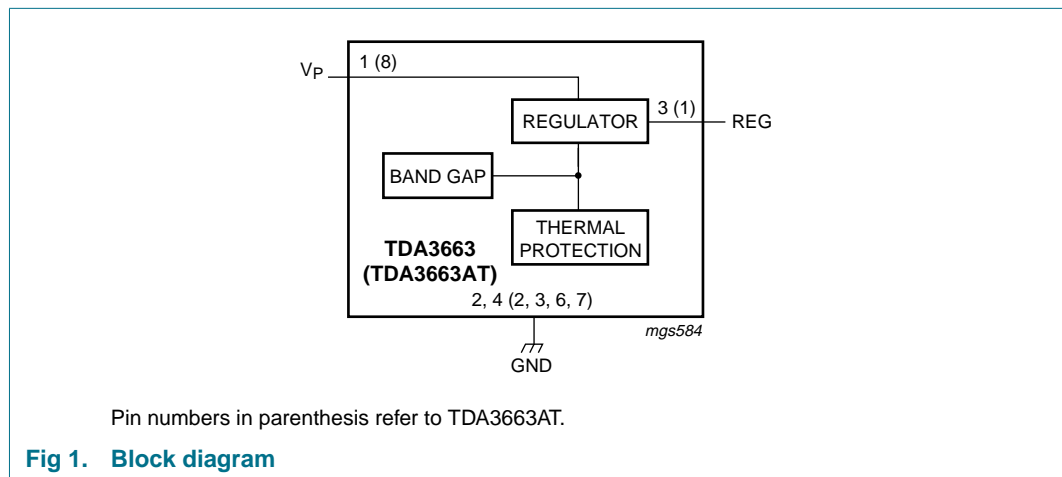 VP
1 (8)
REGULATOR
3 (1)
REG
BAND GAP
THERMAL
PROTECTION
TDA3663
(TDA3663AT)
2, 4 (2, 3, 6, 7)
mgs584
GND
Pin numbers in parenthesis refer to TDA3663AT.
Fig 1. Block diagram